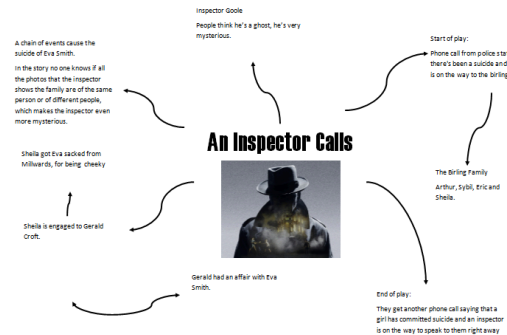 Inspector Goole
People think he's a ghost, he's very
mysterious.
A chain of events cause the
suicide of Eva Smith.
In the story no one knows if all
the photos that the inspector
shows the family are of the same
person or of different people,
which makes the inspector even
more mysterious.
Start of play:
Phone call from police
there's been a suicide and
is on the way to the
An Inspector Calls
Sheila got Eva sacked from
Millwards, for being cheeky
The Birling Family
Arthur, Sybil, Eric and
Sheila.
Sheila is engaged to Gerald
Croft.
Gerald had an affair with Eva
Smith.
End of play:
They get another phone call saying that a
girl has committed suicide and an inspector
is on the way to speak to them right away